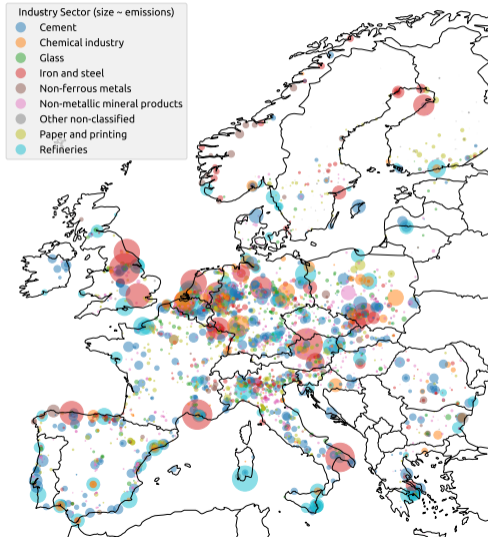 Industry Sector (size ~ emissions)
Cement
Chemical industry
Glass
Iron and steel
Non-ferrous metals
Non-metallic mineral products
Other non-classified
Paper and printing
Refineries